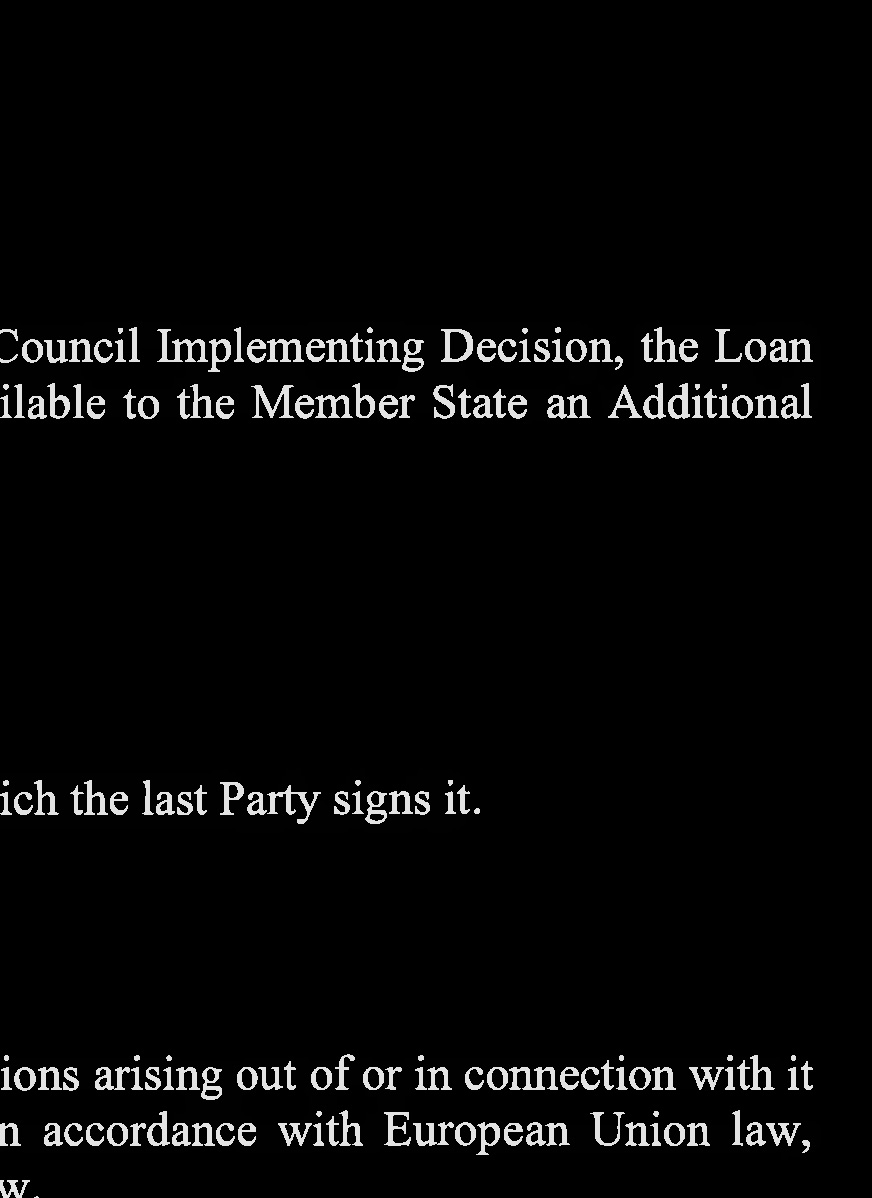 Council Implementing Decision, the Loan
ilable to the Member State an Additional
ich the last Party signs it.
ions arising out of or in connection with it
n accordance with European Union law,
w.